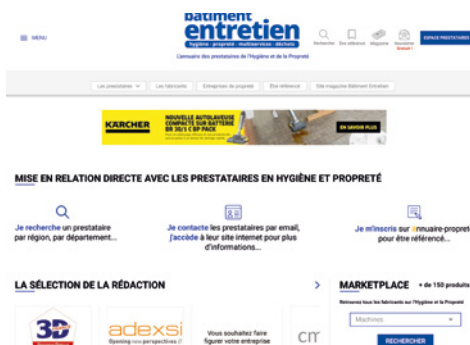 MENU
bâtiment
entretien
hygiène · propreté · multiservices · déchets
L'annuaire des prestataires de l'Hygiène et de la Propreté
Rechercher
Être référencé
Magazine
Newsletter
Gratuit !
ESPACE PRESTATAIRES
Les prestataires
Les fabricants
Entreprises de propreté
Être référencé
Site magazine Bâtiment Entretien
KÄRCHER
NOUVELLE AUTOLAVEUSE
COMPACTE SUR BATTERIE
BR 30/1 C BP PACK
EN SAVOIR PLUS
MISE EN RELATION DIRECTE AVEC LES PRESTATAIRES EN HYGIÈNE ET PROPRETÉ
Je recherche un prestataire
par région, par département...
Je contacte les prestataires par email,
j'accède à leur site internet pour plus
d'informations...
Je m'inscris sur annuaire-propreté
pour être référencé...
LA SÉLECTION DE LA RÉDACTION
3D
adexsi
Opening new perspectives
Vous souhaitez faire
figurer votre entreprise
cm
MARKETPLACE + de 150 produits
Retrouvez tous les fabricants sur l'Hygiène et la Propreté
Machines
RECHERCHER